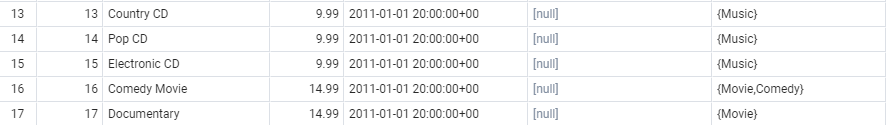 13 13 Country CD 9.99 2011-01-01 20:00:00+00 [null] {Music}
14 14 Pop CD 9.99 2011-01-01 20:00:00+00 [null] {Music}
15 15 Electronic CD 9.99 2011-01-01 20:00:00+00 [null] {Music}
16 16 Comedy Movie 14.99 2011-01-01 20:00:00+00 [null] {Movie,Comedy}
17 17 Documentary 14.99 2011-01-01 20:00:00+00 [null] {Movie}